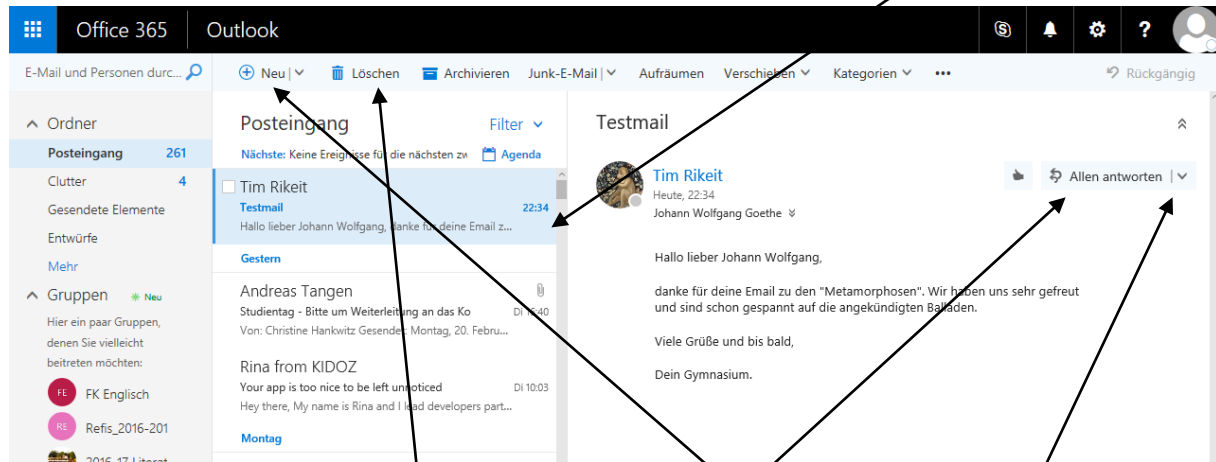 Office 365 Outlook
E-Mail und Personen durc...
Neu Löschen Archivieren Junk-E-Mail Aufräumen Verschieben Kategorien ••• Rückgängig
Ordner
Posteingang 261
Clutter 4
Gesendete Elemente
Entwürfe
Mehr
Gruppen Neu
Hier ein paar Gruppen,
denen Sie vielleicht
beitreten möchten:
FE FK Englisch
RE Refis_2016-201
2016-17 Literat
Posteingang Filter
Nächste: Keine Ereignisse für die nächsten zw Agenda
Tim Rikeit
Testmail 22:34
Hallo lieber Johann Wolfgang, danke für deine Email z...
Gestern
Andreas Tangen
Studientag - Bitte um Weiterleitung an das Ko Di 16:40
Von: Christine Hankwitz Gesendet: Montag, 20. Febru...
Rina from KIDOZ
Your app is too nice to be left unnoticed Di 10:03
Hey there, My name is Rina and I lead developers part...
Montag
Testmail
Tim Rikeit
Heute, 22:34
Johann Wolfgang Goethe
Allen antworten
Hallo lieber Johann Wolfgang,
danke für deine Email zu den "Metamorphosen". Wir haben uns sehr gefreut
und sind schon gespannt auf die angekündigten Balladen.
Viele Grüße und bis bald,
Dein Gymnasium.